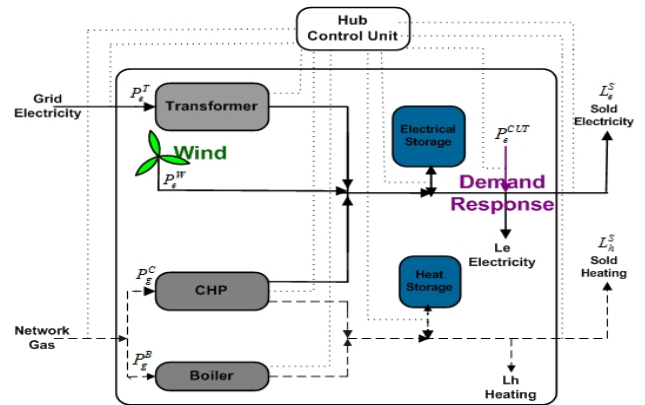 Hub
Control Unit
Grid
Electricity
P_e^T
Transformer
Wind
P_e^W
Electrical
Storage
P_e^CUT
Demand
Response
L_e^S
Sold
Electricity
Le
Electricity
P_g^C
CHP
Heat
Storage
L_h^S
Sold
Heating
Network
Gas
P_g^B
Boiler
Lh
Heating